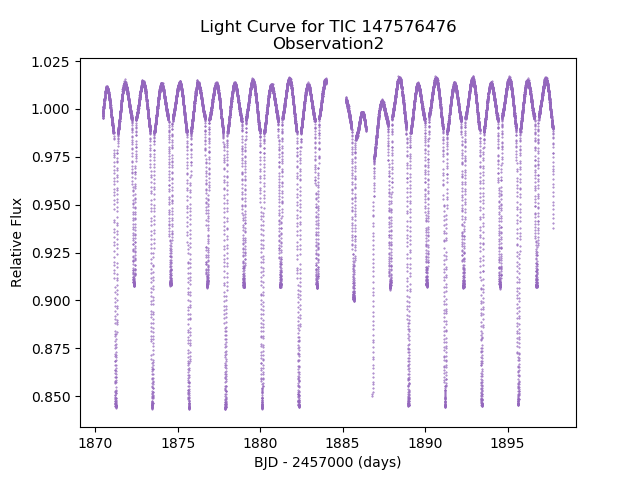 Light Curve for TIC 147576476
Observation2
1.025
1.000
0.975
0.950
0.925
0.900
0.875
0.850
Relative Flux
1870 1875 1880 1885 1890 1895
BJD - 2457000 (days)